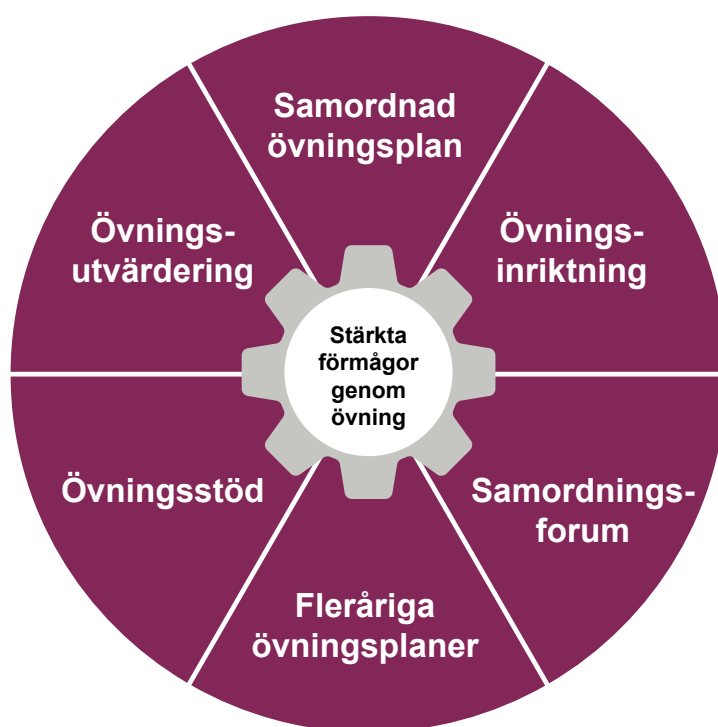 Samordnad
övningsplan
Övnings-
inriktning
Samordnings-
forum
Fleråriga
övningsplaner
Övningsstöd
Övnings-
utvärdering
Stärkta
förmågor
genom
övning